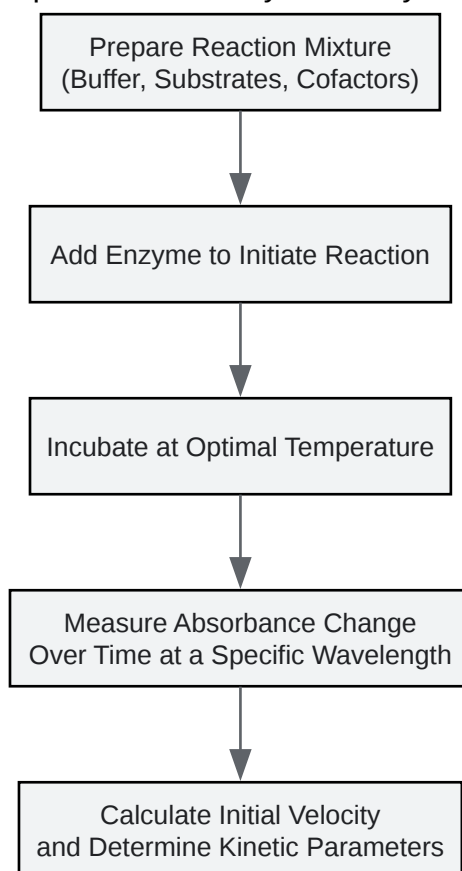 Prepare Reaction Mixture
(Buffer, Substrates, Cofactors)
Add Enzyme to Initiate Reaction
Incubate at Optimal Temperature
Measure Absorbance Change
Over Time at a Specific Wavelength
Calculate Initial Velocity
and Determine Kinetic Parameters